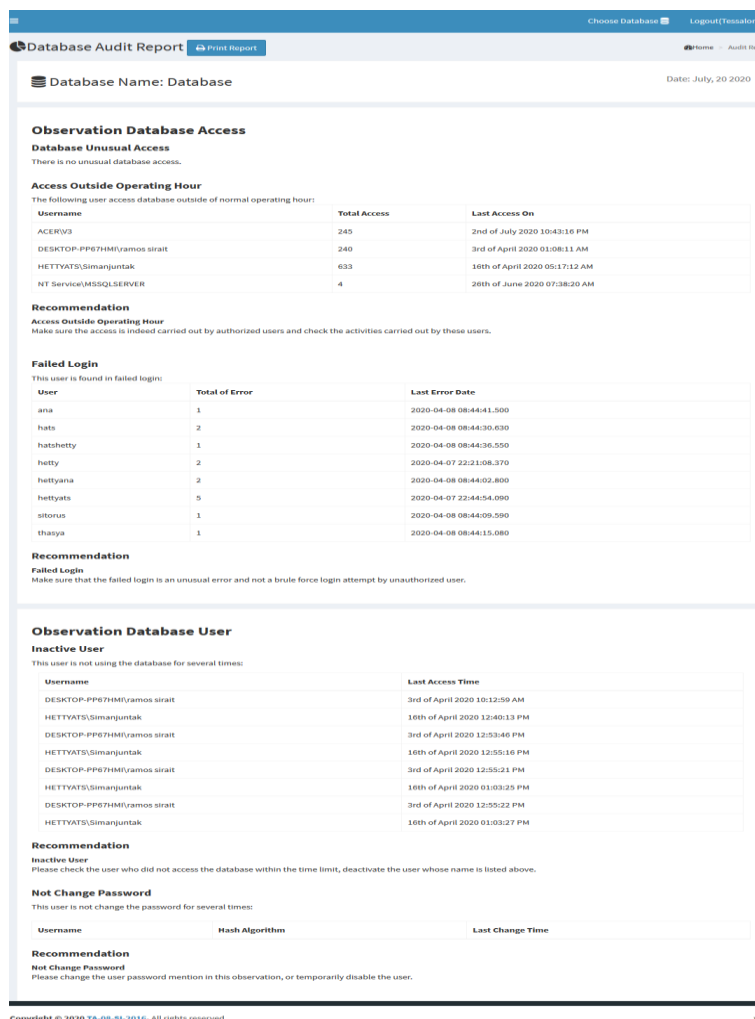 Choose Database Logout(Tessalor
Database Audit Report Print Report Home > Audit Re
Database Name: Database Date: July, 20 2020
Observation Database Access
Database Unusual Access
There is no unusual database access.
Access Outside Operating Hour
The following user access database outside of normal operating hour:
Username Total Access Last Access On
ACER\V3 245 2nd of July 2020 10:43:16 PM
DESKTOP-PP67HMI\ramos sirait 240 3rd of April 2020 01:08:11 AM
HETTYATS\Simanjuntak 633 16th of April 2020 05:17:12 AM
NT Service\MSSQLSERVER 4 26th of June 2020 07:38:20 AM
Recommendation
Access Outside Operating Hour
Make sure the access is indeed carried out by authorized users and check the activities carried out by these users.
Failed Login
This user is found in failed login:
User Total of Error Last Error Date
ana 1 2020-04-08 08:44:41.500
hats 2 2020-04-08 08:44:30.630
hatshetty 1 2020-04-08 08:44:36.550
hetty 2 2020-04-07 22:21:08.370
hettyana 2 2020-04-08 08:44:02.800
hettyats 5 2020-04-07 22:44:54.090
sitorus 1 2020-04-08 08:44:09.590
thasya 1 2020-04-08 08:44:15.080
Recommendation
Failed Login
Make sure that the failed login is an unusual error and not a brule force login attempt by unauthorized user.
Observation Database User
Inactive User
This user is not using the database for several times:
Username Last Access Time
DESKTOP-PP67HMI\ramos sirait 3rd of April 2020 10:12:59 AM
HETTYATS\Simanjuntak 16th of April 2020 12:40:13 PM
DESKTOP-PP67HMI\ramos sirait 3rd of April 2020 12:53:46 PM
HETTYATS\Simanjuntak 16th of April 2020 12:55:16 PM
DESKTOP-PP67HMI\ramos sirait 3rd of April 2020 12:55:21 PM
HETTYATS\Simanjuntak 16th of April 2020 01:03:25 PM
DESKTOP-PP67HMI\ramos sirait 3rd of April 2020 12:55:22 PM
HETTYATS\Simanjuntak 16th of April 2020 01:03:27 PM
Recommendation
Inactive User
Please check the user who did not access the database within the time limit, deactivate the user whose name is listed above.
Not Change Password
This user is not change the password for several times:
Username Hash Algorithm Last Change Time
Recommendation
Not Change Password
Please change the user password mention in this observation, or temporarily disable the user.
Copyright © 2020 TA-08-SI-2016. All rights reserved